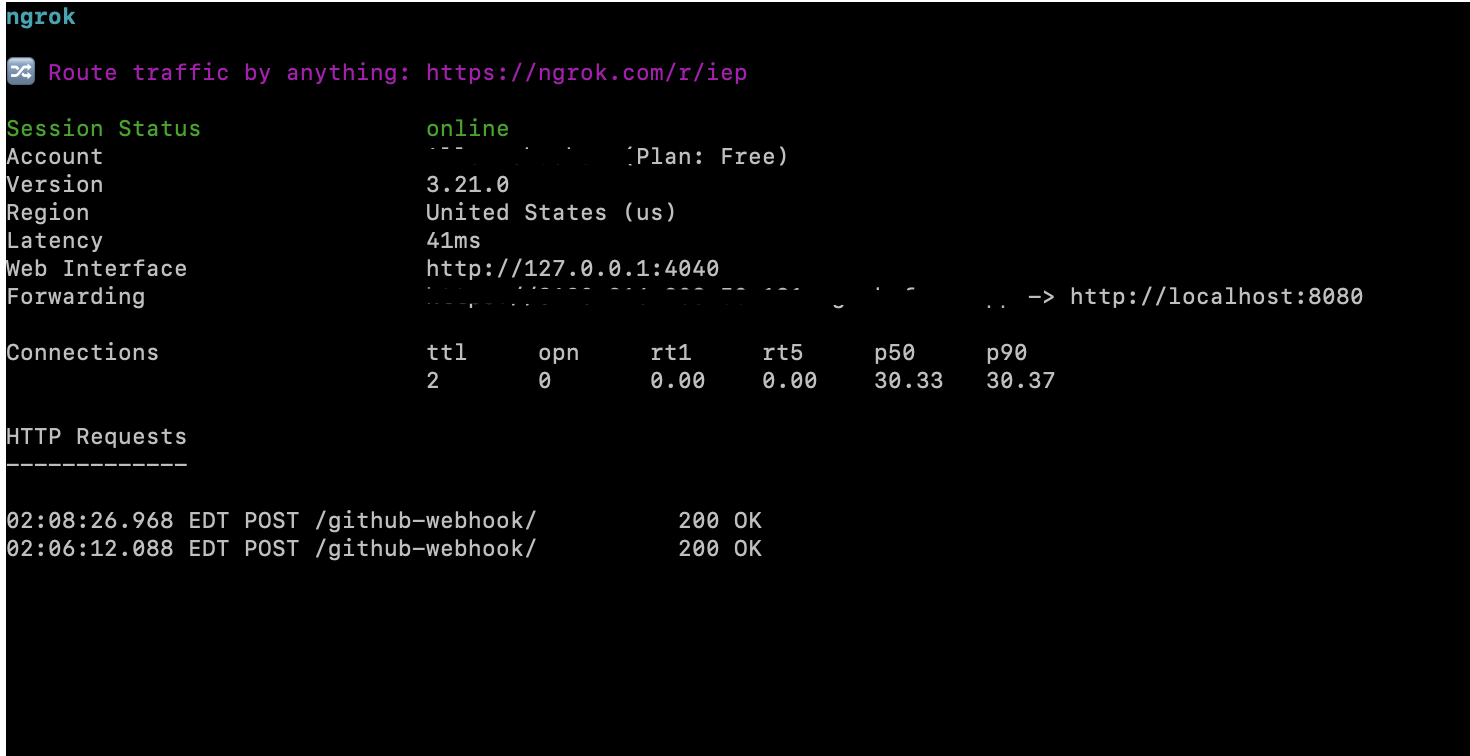 ngrok
Route traffic by anything: https://ngrok.com/r/iep
Session Status online
Account (Plan: Free)
Version 3.21.0
Region United States (us)
Latency 41ms
Web Interface http://127.0.0.1:4040
Forwarding -> http://localhost:8080
Connections ttl opn rt1 rt5 p50 p90
2 0 0.00 0.00 30.33 30.37
HTTP Requests
-------------
02:08:26.968 EDT POST /github-webhook/ 200 OK
02:06:12.088 EDT POST /github-webhook/ 200 OK